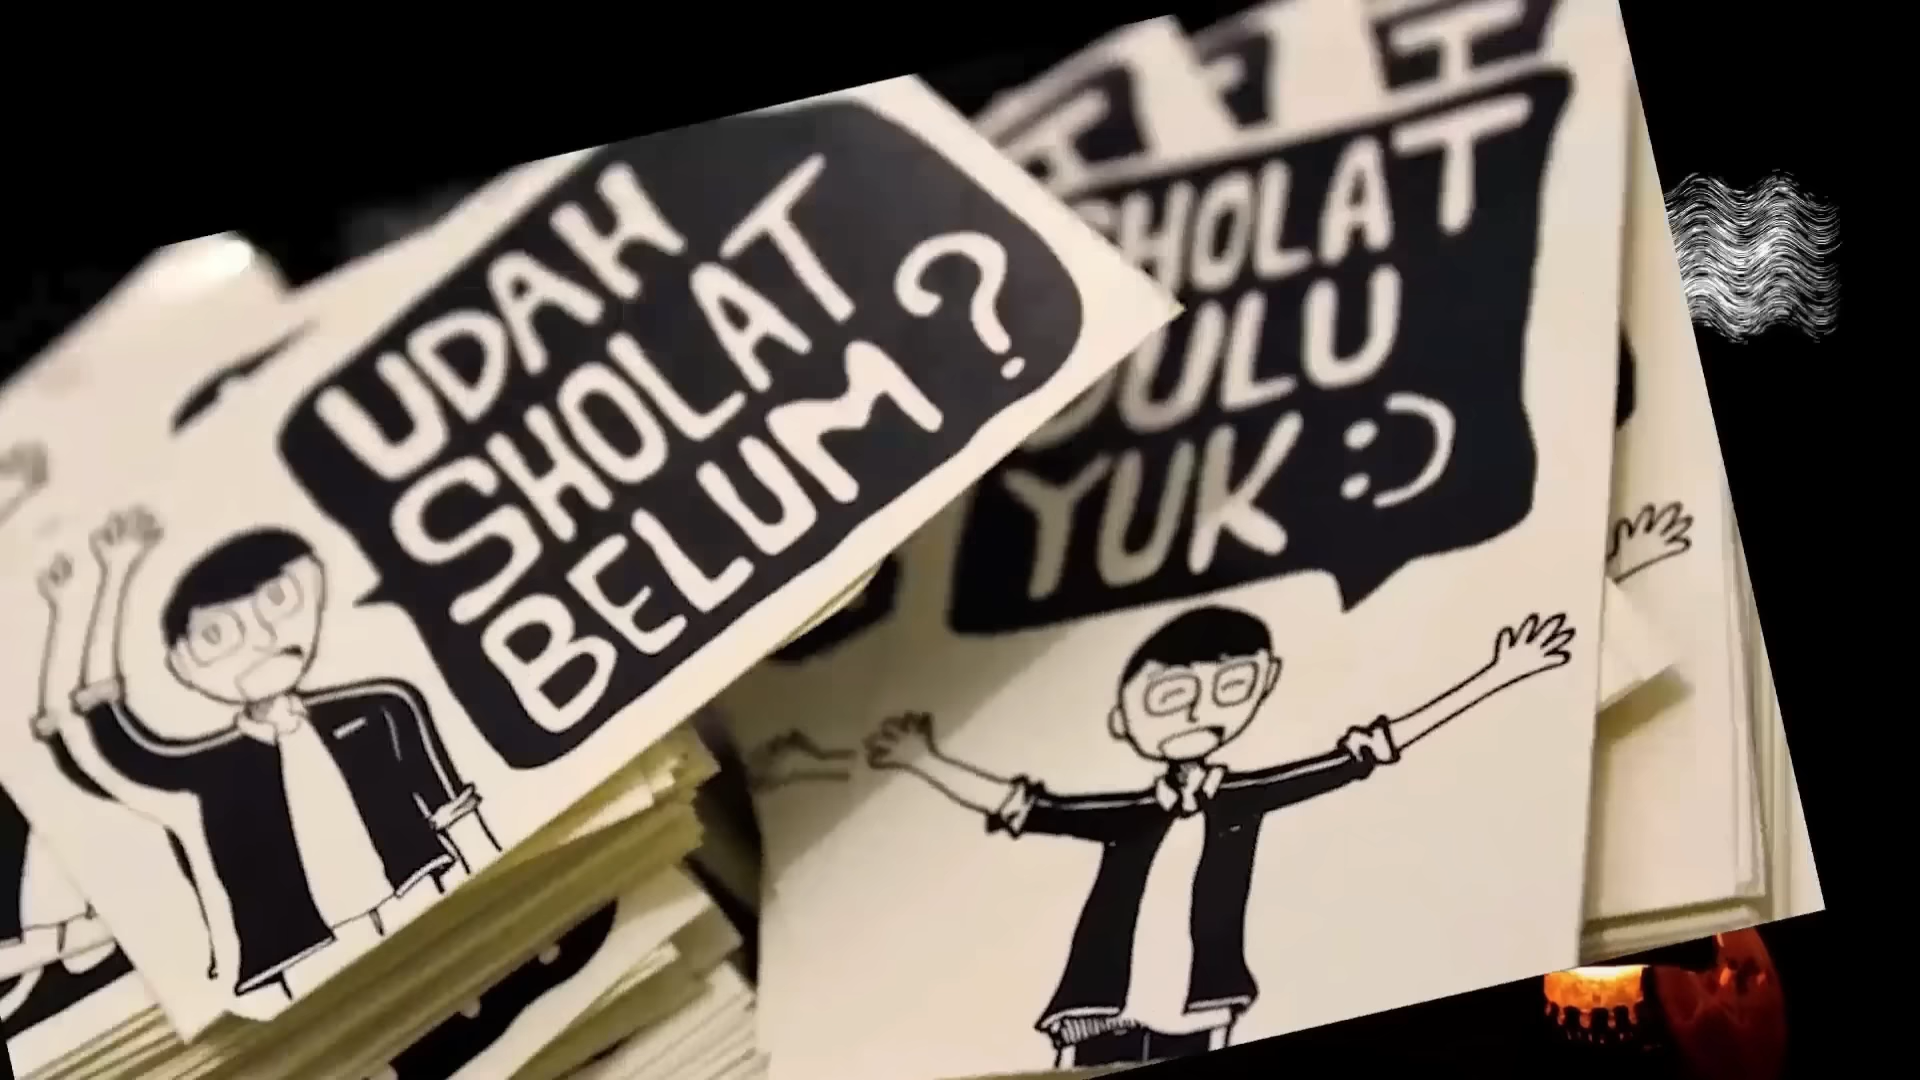 UDAH
SHOLAT
BELUM?
SHOLAT
DULU
YUK :)